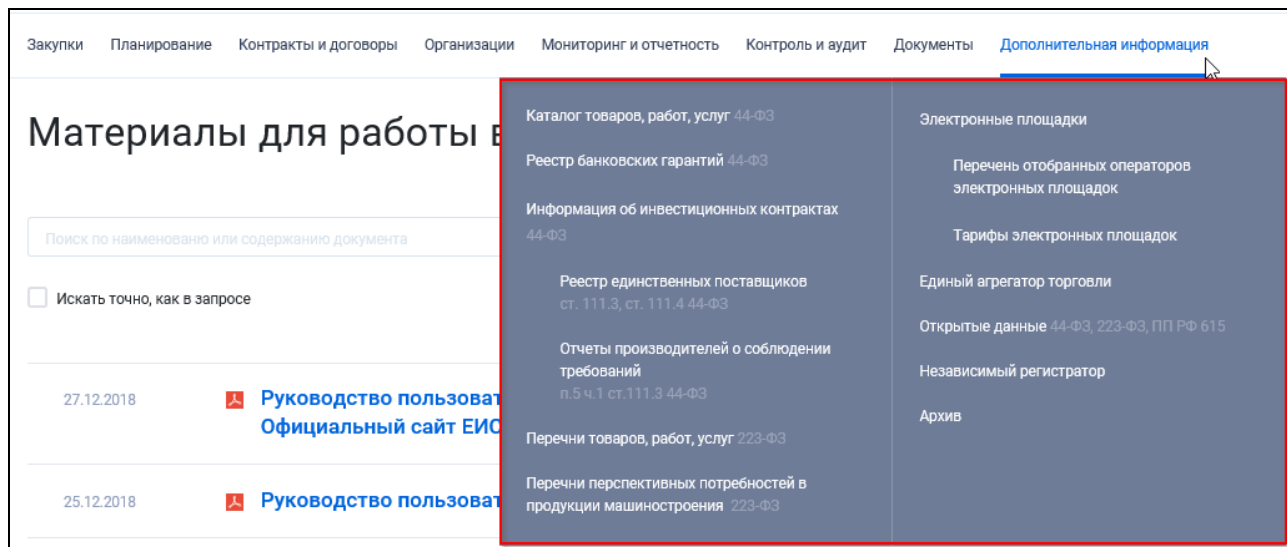 Закупки Планирование Контракты и договоры Организации Мониторинг и отчетность Контроль и аудит Документы Дополнительная информация
Материалы для работы в
Поиск по наименованию или содержанию документа
Искать точно, как в запросе
27.12.2018
Руководство пользоват
Официальный сайт ЕИС
25.12.2018
Руководство пользоват
Каталог товаров, работ, услуг 44-ФЗ
Реестр банковских гарантий 44-ФЗ
Информация об инвестиционных контрактах
44-ФЗ
Реестр единственных поставщиков
ст. 111.3, ст. 111.4 44-ФЗ
Отчеты производителей о соблюдении
требований
п.5 ч.1 ст.111.3 44-ФЗ
Перечни товаров, работ, услуг 223-ФЗ
Перечни перспективных потребностей в
продукции машиностроения 223-ФЗ
Электронные площадки
Перечень отобранных операторов
электронных площадок
Тарифы электронных площадок
Единый агрегатор торговли
Открытые данные 44-ФЗ, 223-ФЗ, ПП РФ 615
Независимый регистратор
Архив